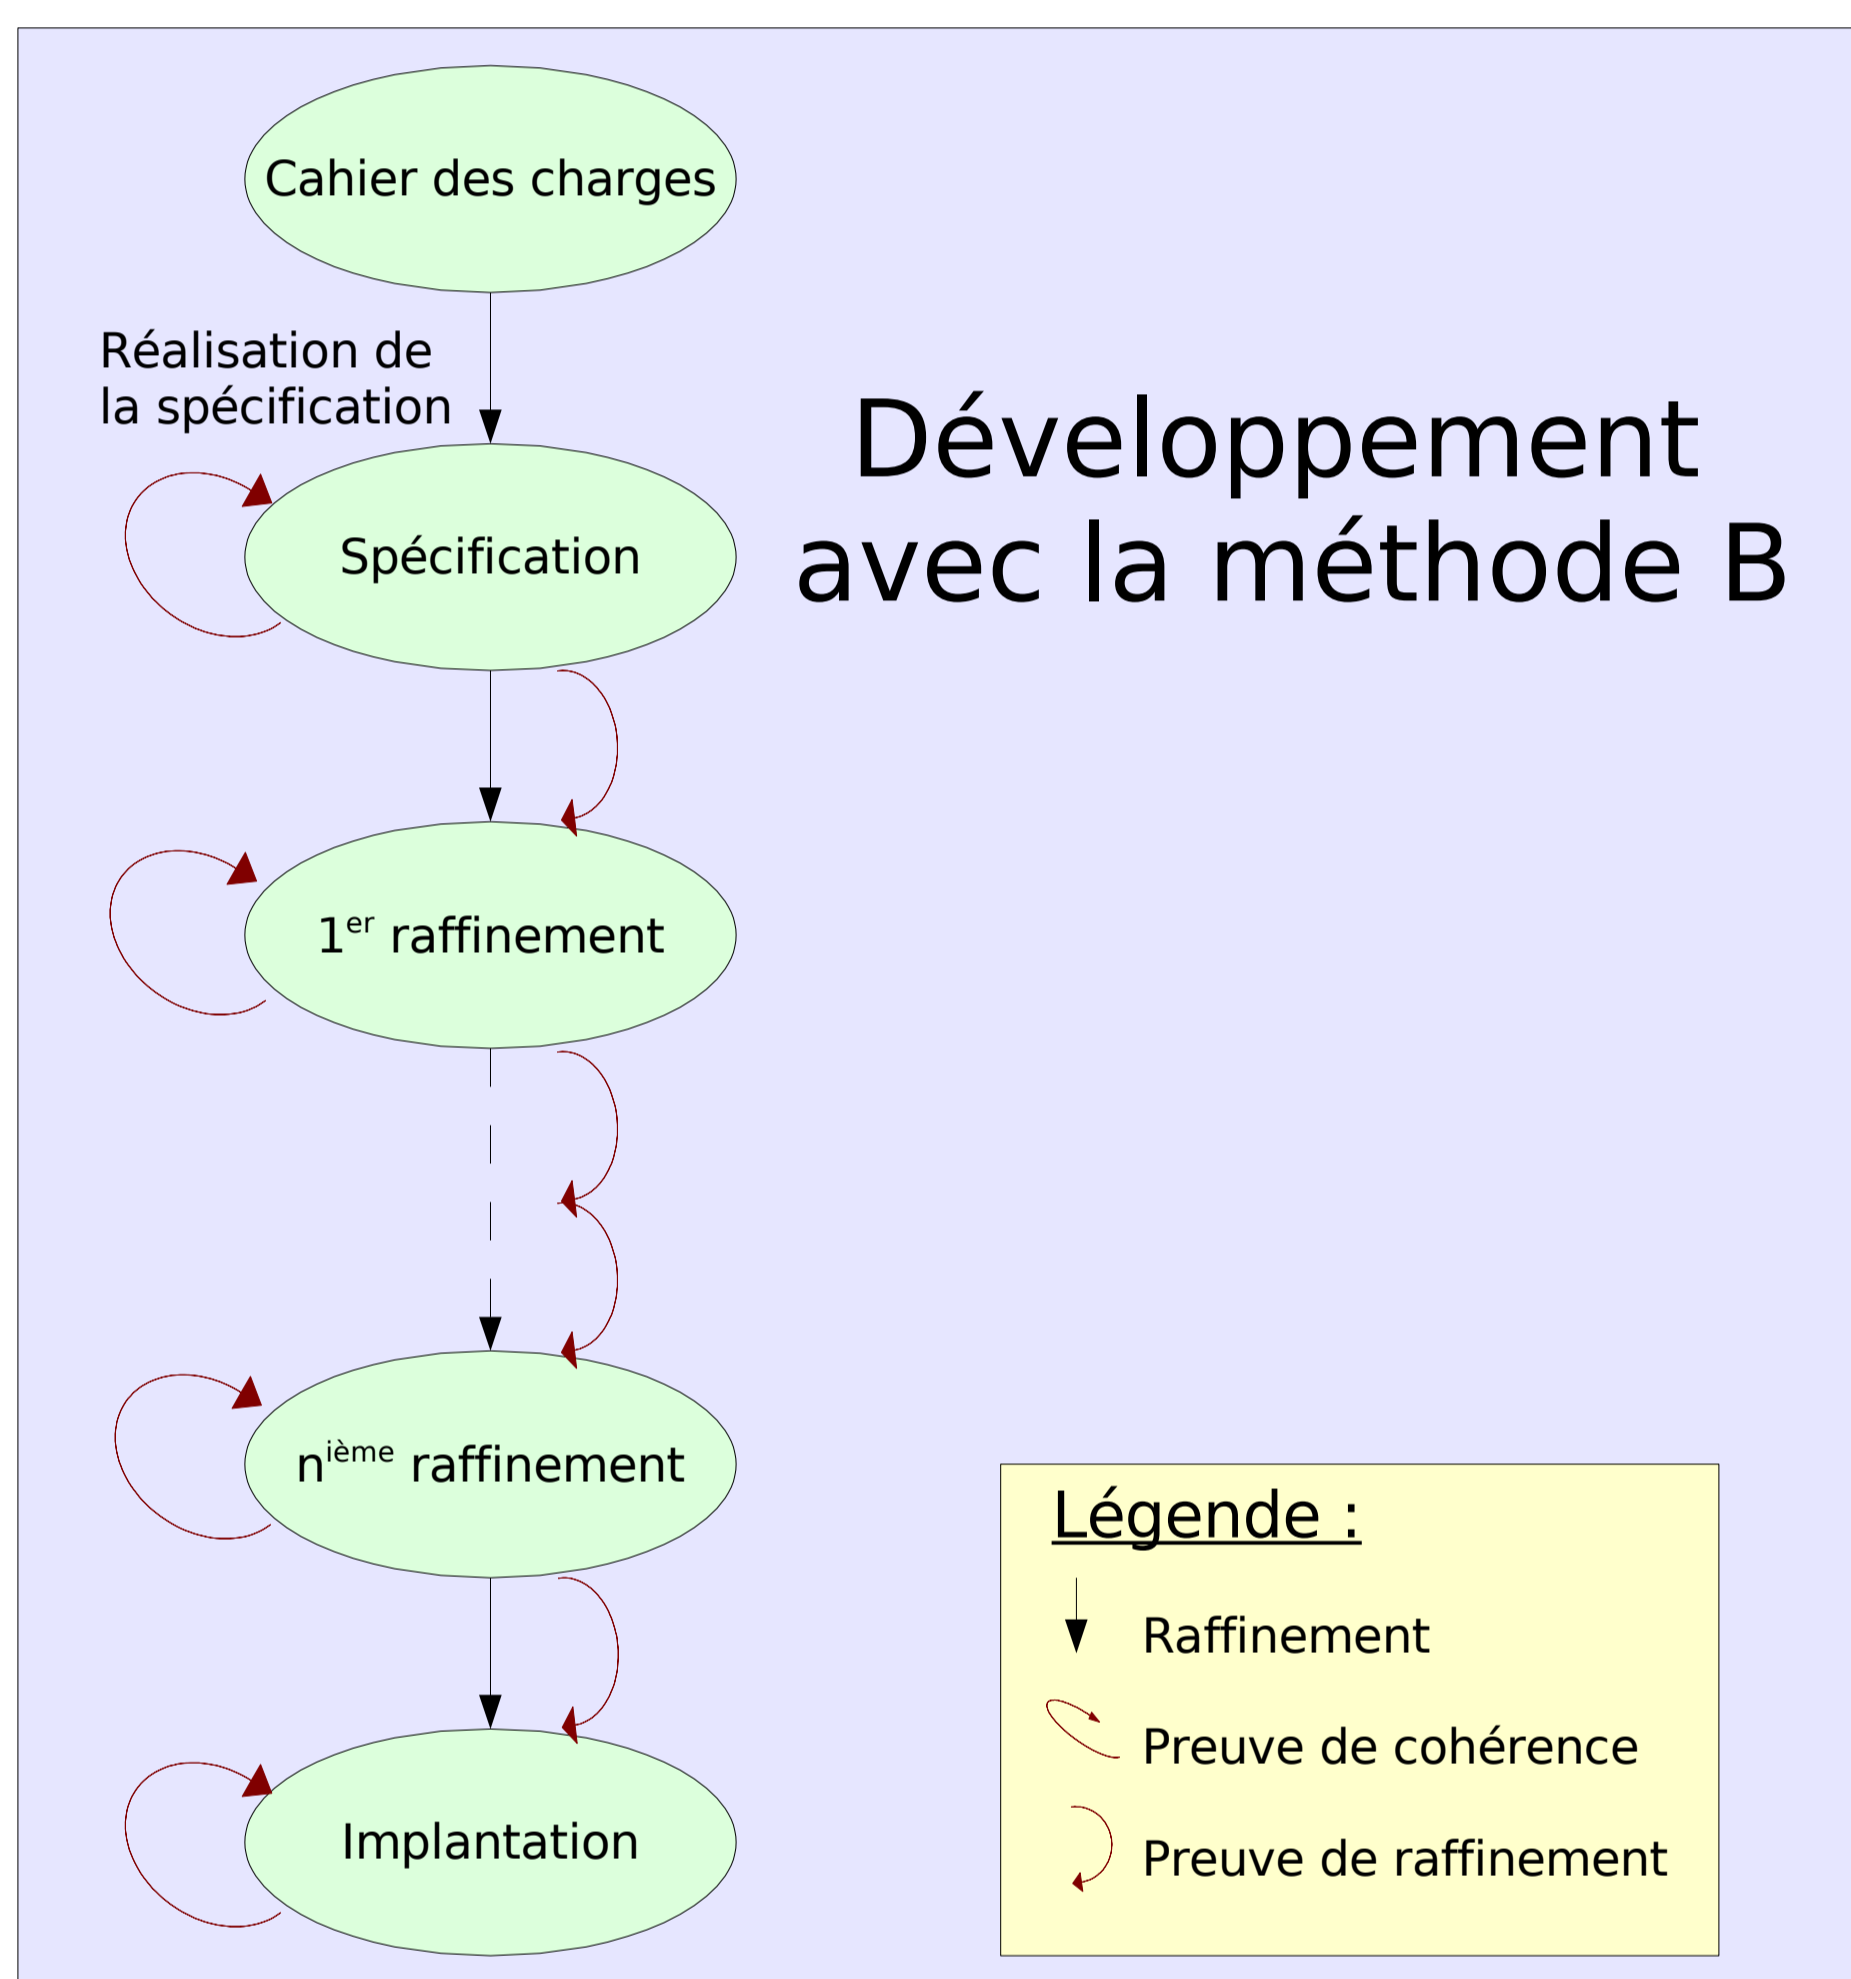 Cahier des charges
Réalisation de
la spécification
Développement
avec la méthode B
Spécification
1er raffinement
nième raffinement
Légende :
Raffinement
Preuve de cohérence
Preuve de raffinement
Implantation